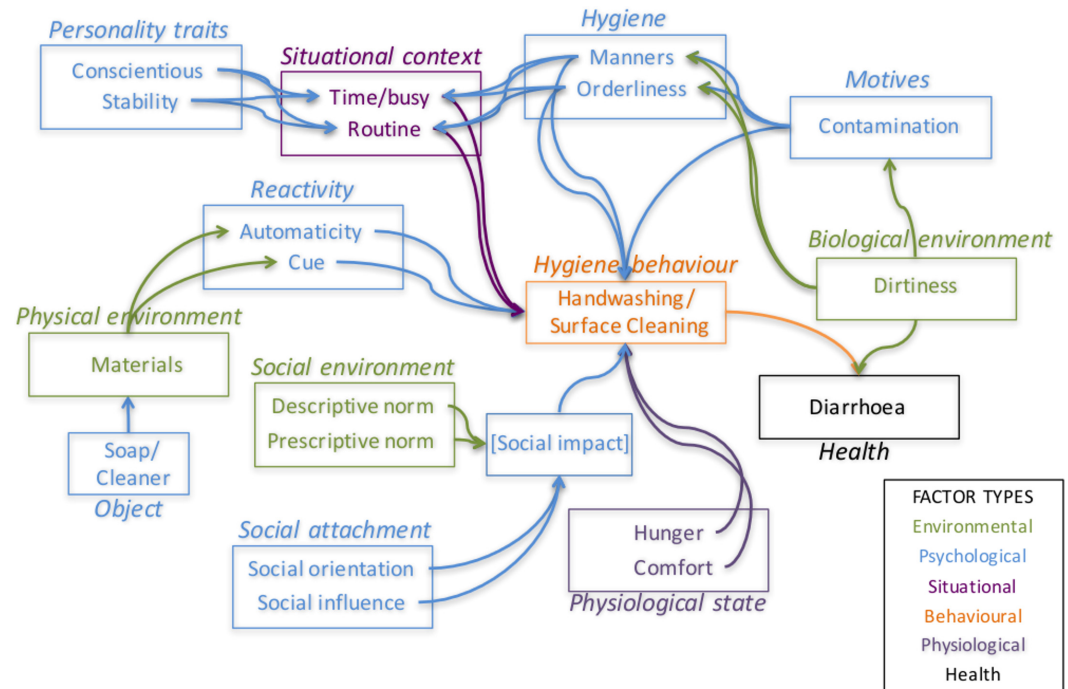 Personality traits
Conscientious
Stability
Situational context
Time/busy
Routine
Hygiene
Manners
Orderliness
Motives
Contamination
Reactivity
Automaticity
Cue
Biological environment
Dirtiness
Hygiene behaviour
Handwashing/
Surface Cleaning
Physical environment
Materials
Soap/
Cleaner
Object
Social environment
Descriptive norm
Prescriptive norm
[Social impact]
Diarrhoea
Health
Social attachment
Social orientation
Social influence
Hunger
Comfort
Physiological state
FACTOR TYPES
Environmental
Psychological
Situational
Behavioural
Physiological
Health